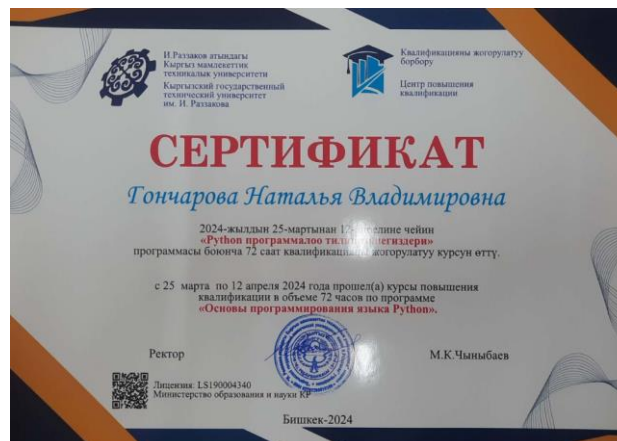 И.Раззаков атындагы
Кыргыз мамлекеттик
техникалык университети
Кыргызский государственный
технический университет
им. И. Раззакова
Квалификацияны жогорулатуу
борбору
Центр повышения
квалификации
СЕРТИФИКАТ
Гончарова Наталья Владимировна
2024-жылдын 25-мартынан чейин
«Python программалоо
программасы боюнча 72 саат жогорулатуу курсун өттү.
с 25 марта по 12 апреля 2024 года прошел(а) курсы повышения
квалификации в объеме 72 часов по программе
«Основы программирования языка Python».
Ректор
М.К.Чыныбаев
Лицензия: LS190004340
Министерство образования и науки КР
Бишкек-2024